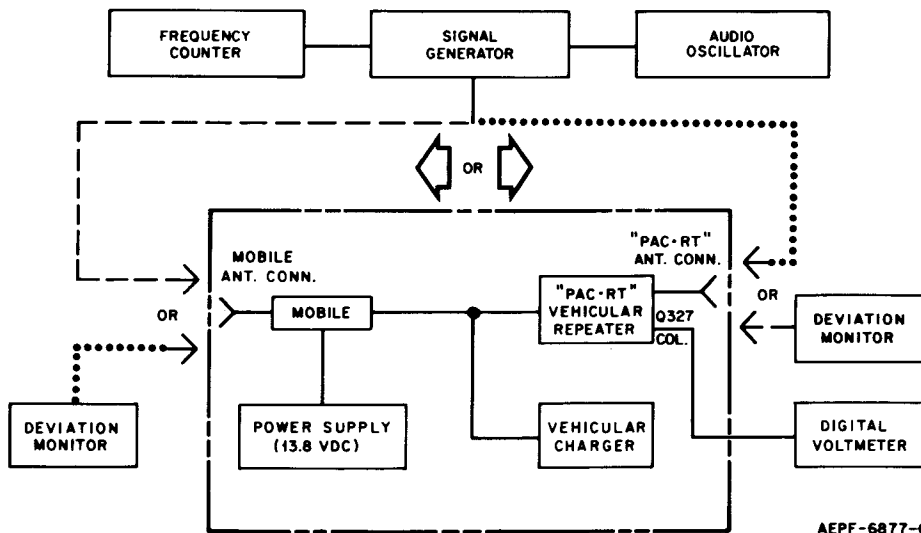 FREQUENCY
COUNTER
SIGNAL
GENERATOR
AUDIO
OSCILLATOR
OR
MOBILE
ANT. CONN.
"PAC-RT"
ANT. CONN.
OR
MOBILE
"PAC-RT"
VEHICULAR
REPEATER
Q327
COL.
OR
DEVIATION
MONITOR
DEVIATION
MONITOR
POWER SUPPLY
(13.8 VDC)
VEHICULAR
CHARGER
DIGITAL
VOLTMETER